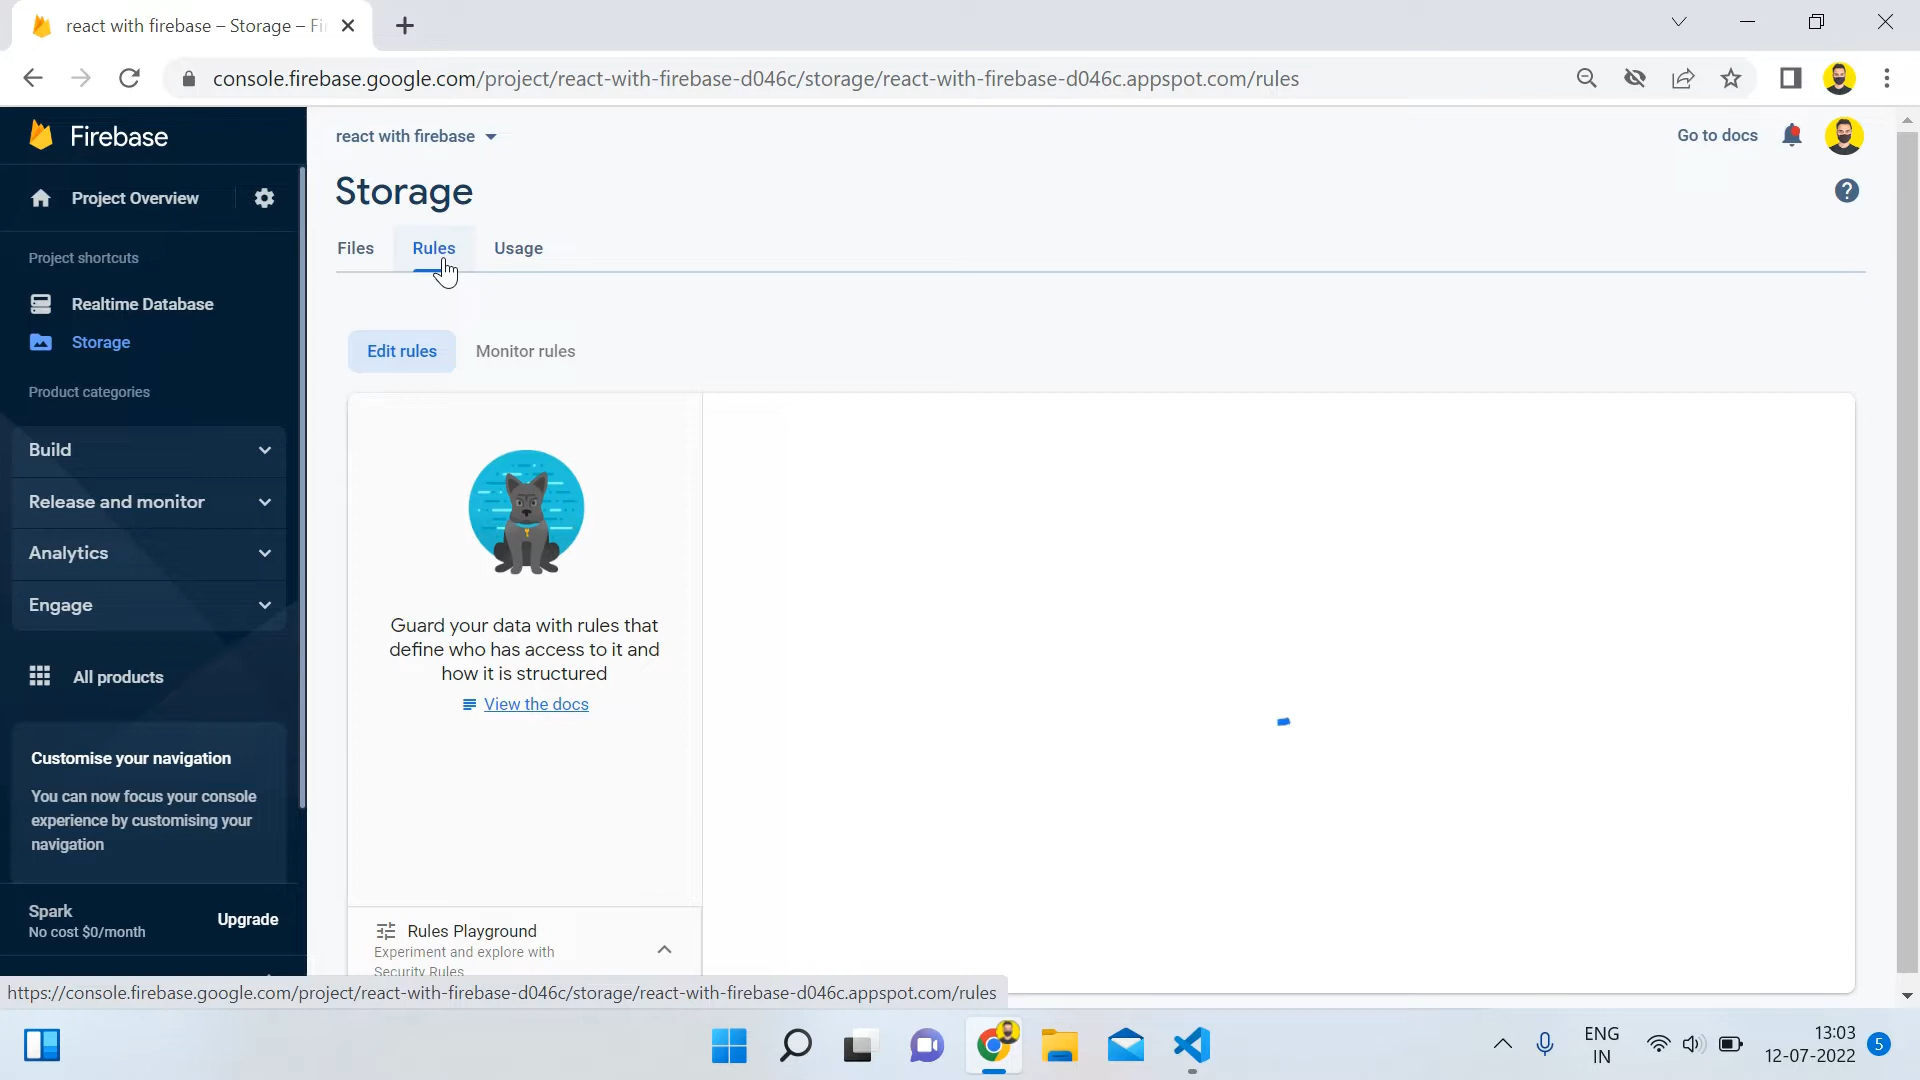 react with firebase – Storage – Fi
console.firebase.google.com/project/react-with-firebase-d046c/storage/react-with-firebase-d046c.appspot.com/rules
Firebase
react with firebase
Go to docs
Project Overview
Storage
Files
Rules
Usage
Project shortcuts
Realtime Database
Storage
Edit rules
Monitor rules
Product categories
Build
Release and monitor
Analytics
Engage
All products
Guard your data with rules that
define who has access to it and
how it is structured
View the docs
Customise your navigation
You can now focus your console
experience by customising your
navigation
Spark
No cost $0/month
Upgrade
Rules Playground
Experiment and explore with
Security Rules
https://console.firebase.google.com/project/react-with-firebase-d046c/storage/react-with-firebase-d046c.appspot.com/rules
ENG
IN
13:03
12-07-2022
5